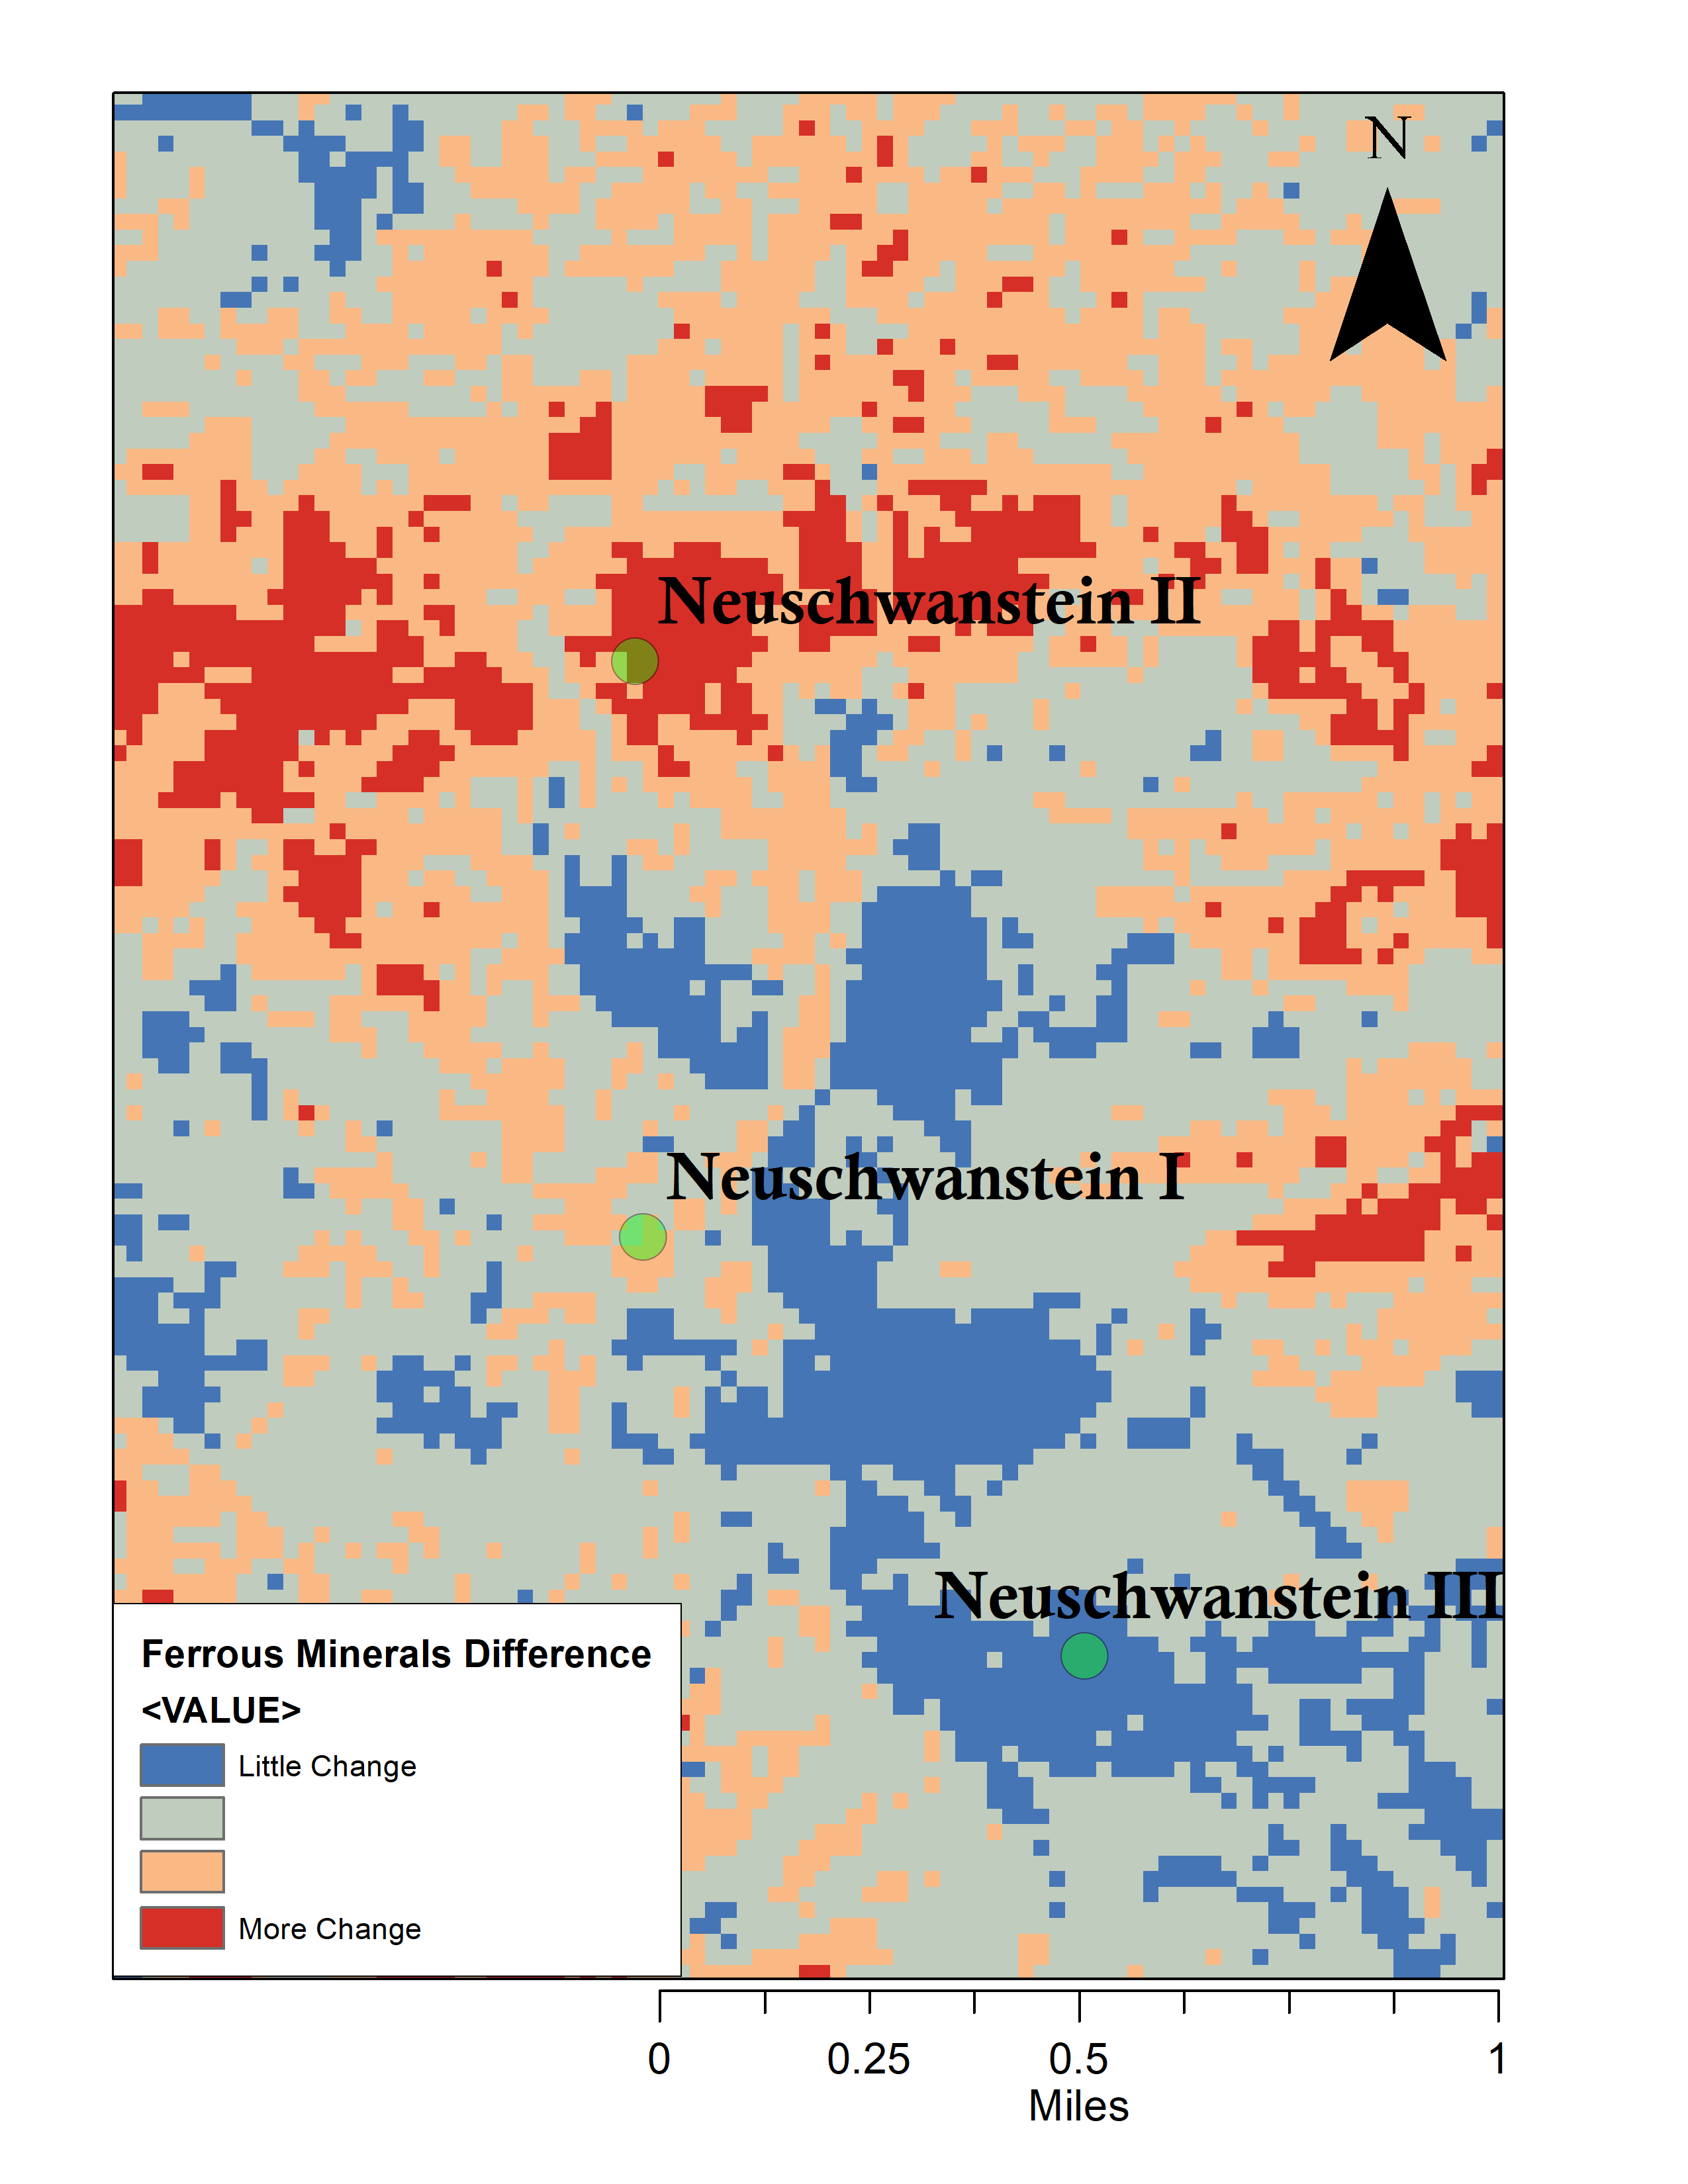 N
Neuschwanstein II
Neuschwanstein I
Neuschwanstein III
Ferrous Minerals Difference
<VALUE>
Little Change
More Change
0 0.25 0.5 1
Miles